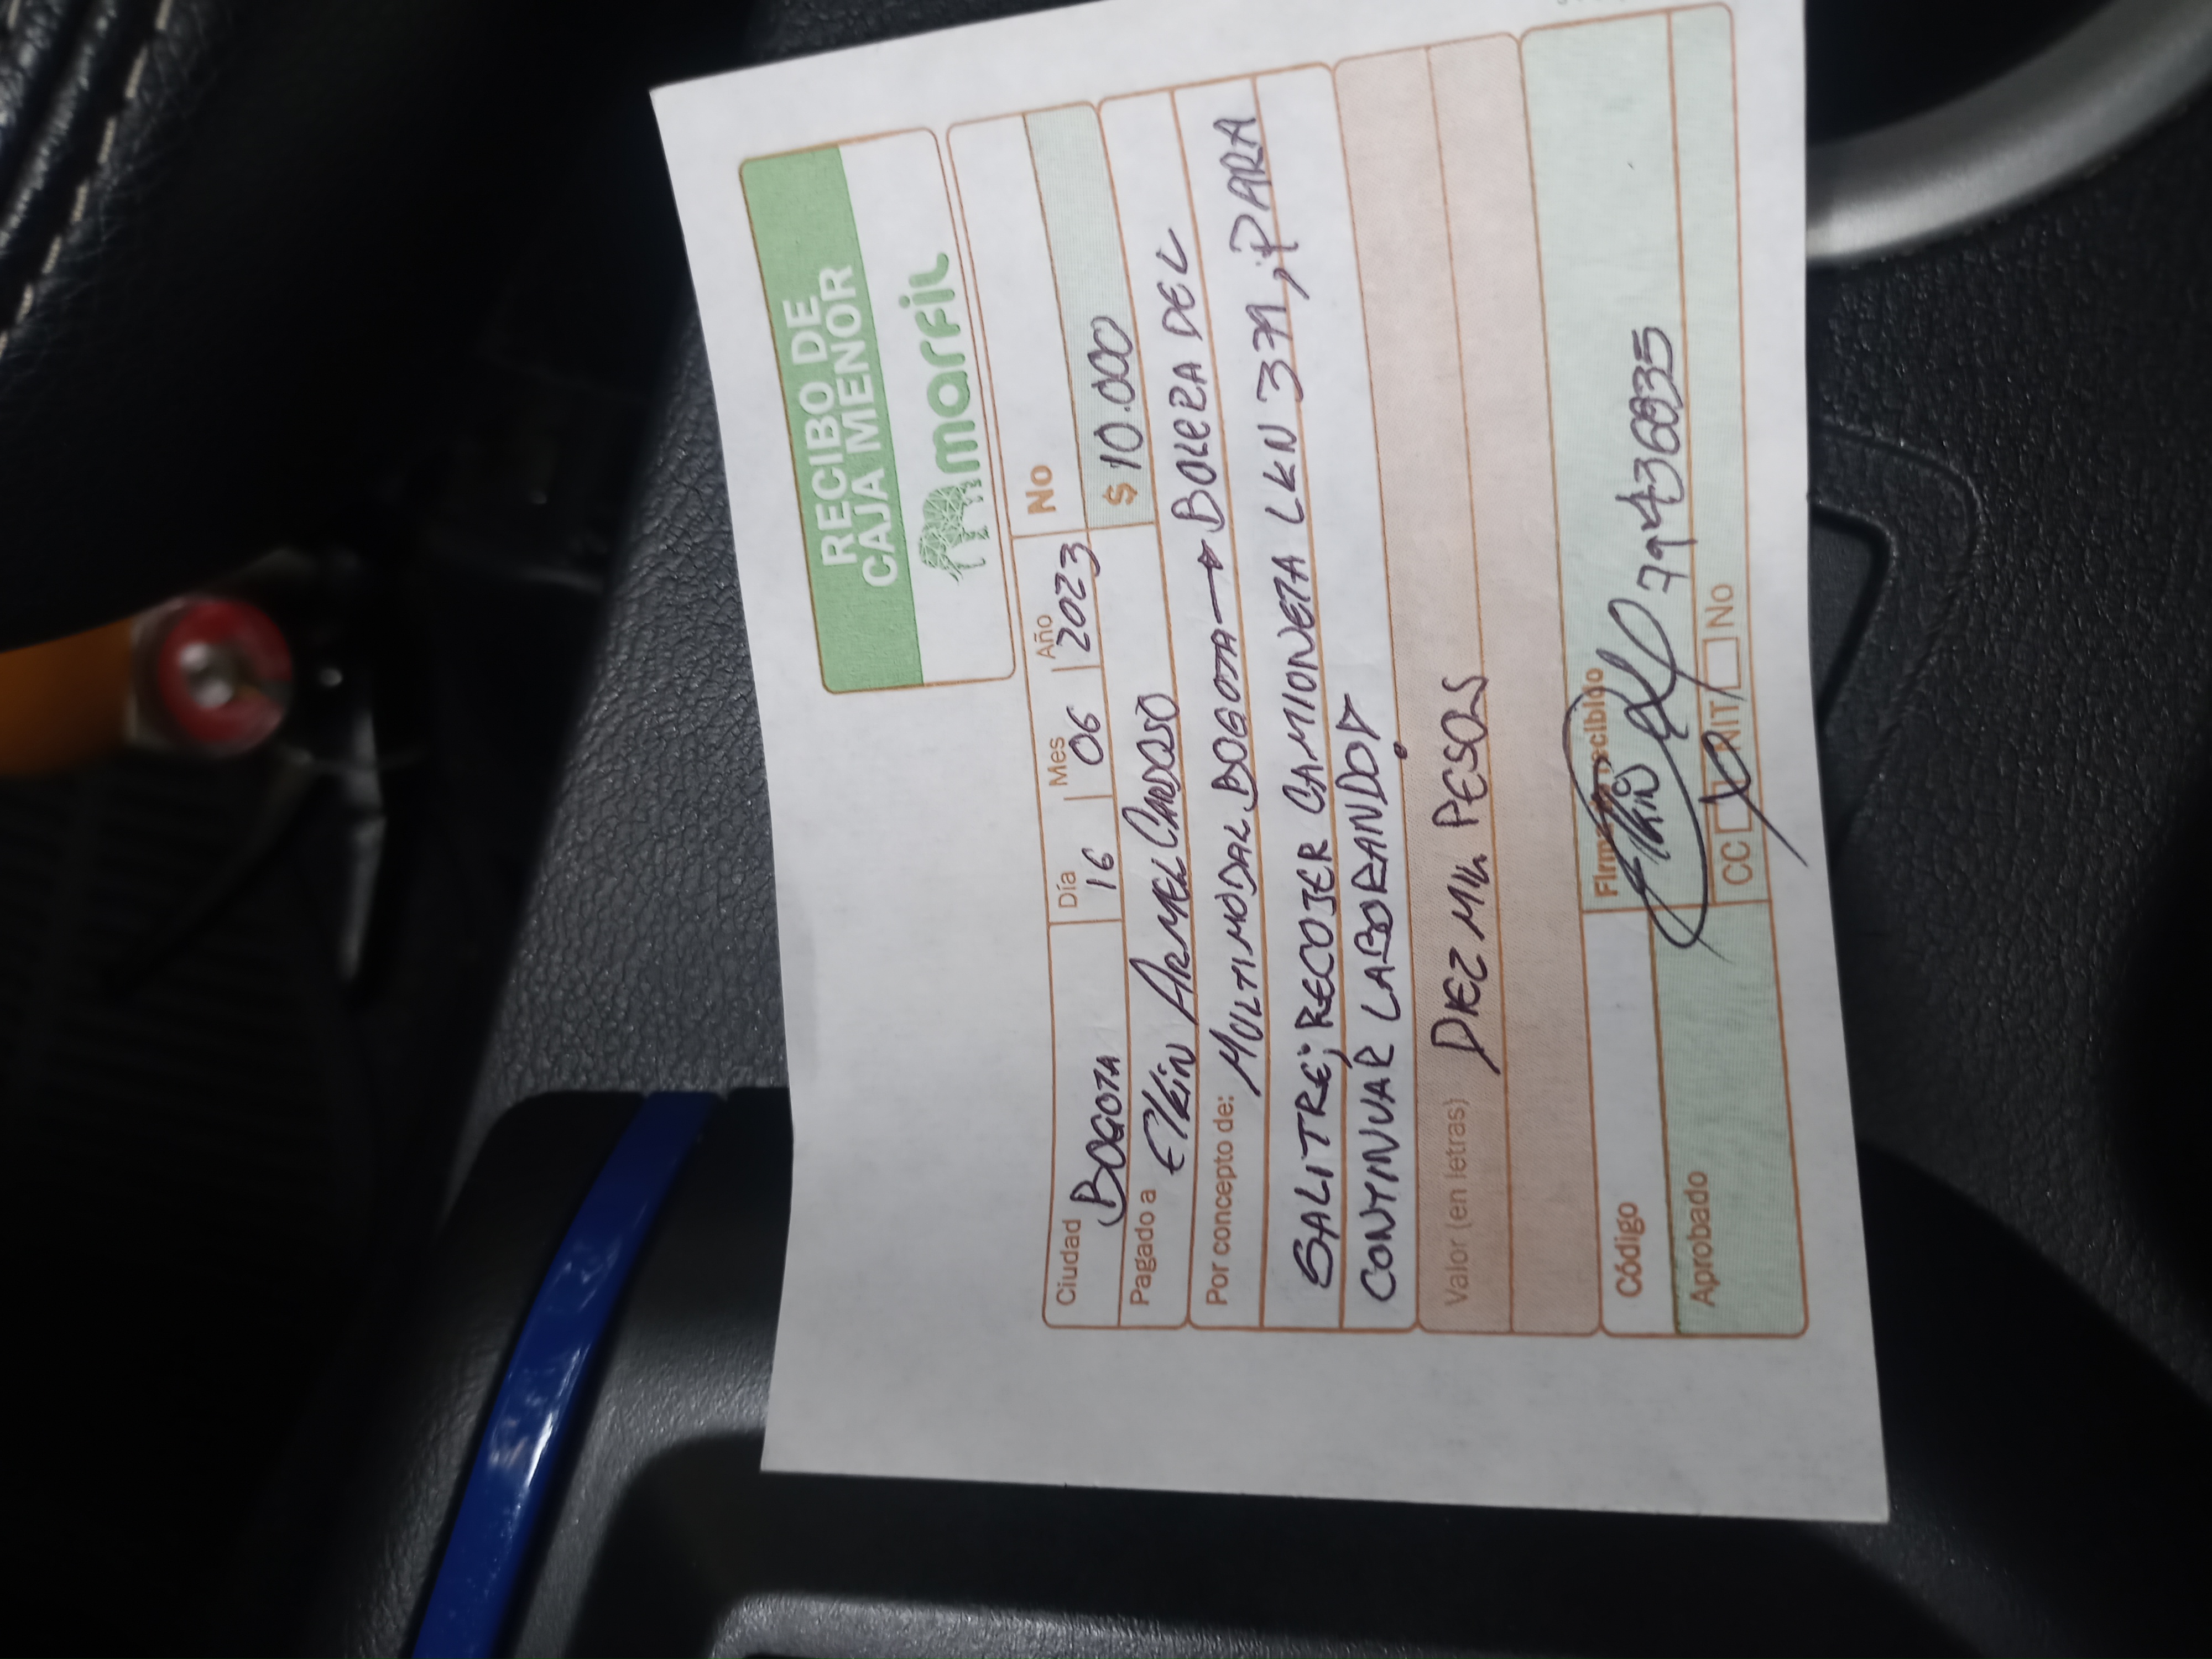 RECIBO DE
CAJA MENOR
marfil
Ciudad BOGOTA Día 16 Mes 06 Año 2023 No
Pagado a Elkin ARMEL CARDOSO $ 10.000
Por concepto de: MULTIMODAL BOGOTA → BOLERA DEL
SALITRE; RECOJER CAMIONETA LKN 379, PARA
CONTINUAR LABORANDO
Valor (en letras) DIEZ MIL PESOS
Código Firma recibido
Elkin
79436835
Aprobado CC NIT No